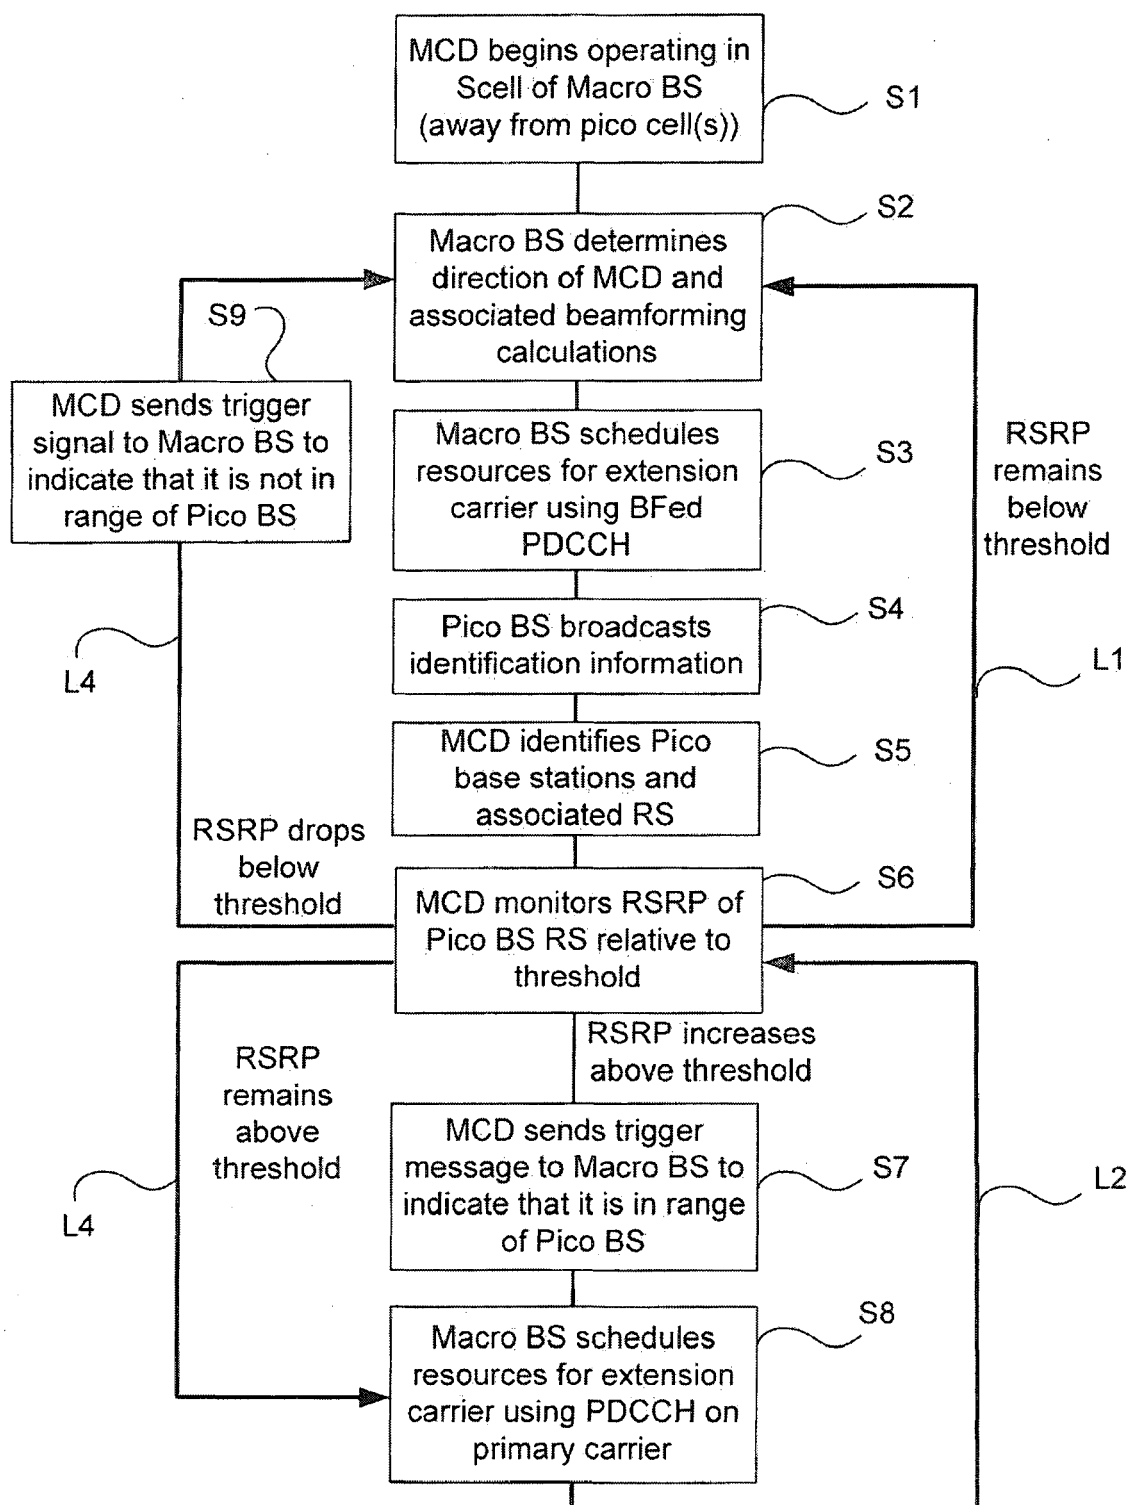 MCD begins operating in
Scell of Macro BS
(away from pico cell(s))
S1
S2
Macro BS determines
direction of MCD and
associated beamforming
calculations
S9
MCD sends trigger
signal to Macro BS to
indicate that it is not in
range of Pico BS
Macro BS schedules
resources for extension
carrier using BFed
PDCCH
S3
RSRP
remains
below
threshold
S4
Pico BS broadcasts
identification information
L4
L1
MCD identifies Pico
base stations and
associated RS
S5
RSRP drops
below
threshold
S6
MCD monitors RSRP of
Pico BS RS relative to
threshold
RSRP increases
above threshold
RSRP
remains
above
threshold
MCD sends trigger
message to Macro BS to
indicate that it is in range
of Pico BS
S7
L2
L4
S8
Macro BS schedules
resources for extension
carrier using PDCCH on
primary carrier